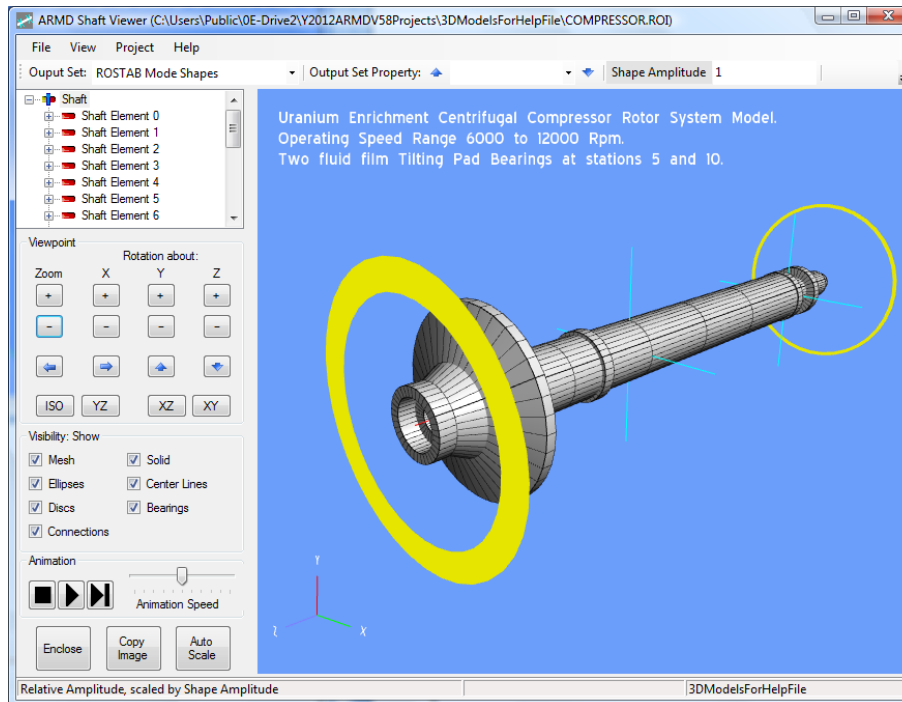 ARMD Shaft Viewer (C:\Users\Public\0E-Drive2\Y2012ARMDV58Projects\3DModelsForHelpFile\COMPRESSOR.ROI)
File View Project Help
Ouput Set: ROSTAB Mode Shapes Output Set Property: Shape Amplitude 1
Shaft
Shaft Element 0
Shaft Element 1
Shaft Element 2
Shaft Element 3
Shaft Element 4
Shaft Element 5
Shaft Element 6
Uranium Enrichment Centrifugal Compressor Rotor System Model.
Operating Speed Range 6000 to 12000 Rpm.
Two fluid film Tilting Pad Bearings at stations 5 and 10.
Viewpoint
Rotation about:
Zoom X Y Z
+ + + +
- - - -
ISO YZ XZ XY
Visibility: Show
Mesh Solid
Ellipses Center Lines
Discs Bearings
Connections
Animation
Animation Speed
Enclose Copy Image Auto Scale
Y
Z X
Relative Amplitude, scaled by Shape Amplitude 3DModelsForHelpFile